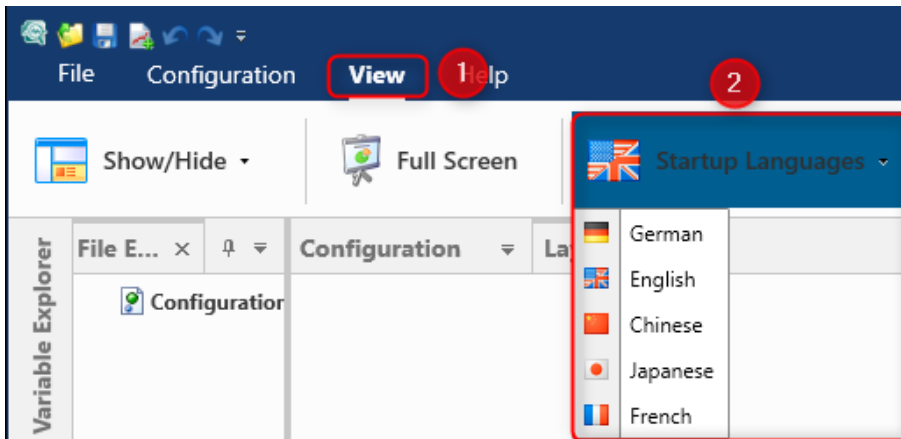 File Configuration View 1 Help
2
Show/Hide Full Screen Startup Languages
Variable Explorer
File E... Configuration
Configuration
German
English
Chinese
Japanese
French